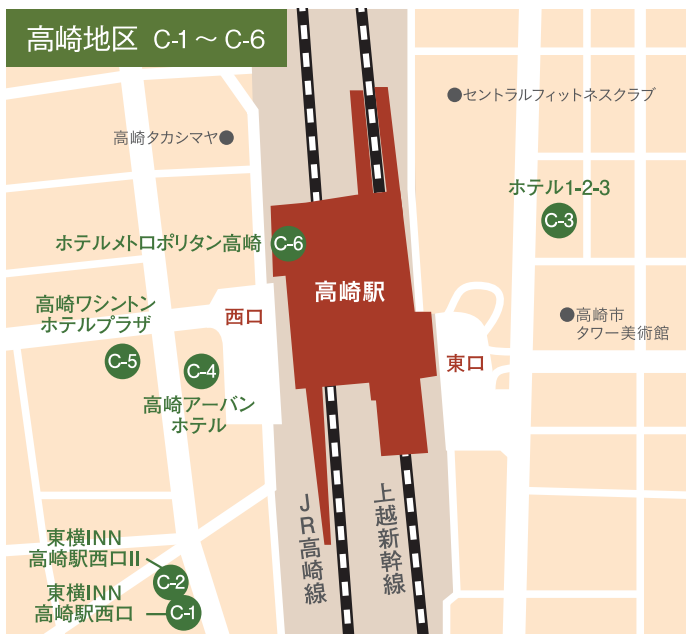 高崎地区 C-1～C-6
セントラルフィットネスクラブ
高崎タカシマヤ
ホテル1-2-3
C-3
ホテルメトロポリタン高崎
C-6
高崎駅
高崎ワシントン
ホテルプラザ
西口
高崎市
タワー美術館
東口
C-5
C-4
高崎アーバン
ホテル
JR高崎線
上越新幹線
東横INN
高崎駅西口II
C-2
東横INN
高崎駅西口
C-1